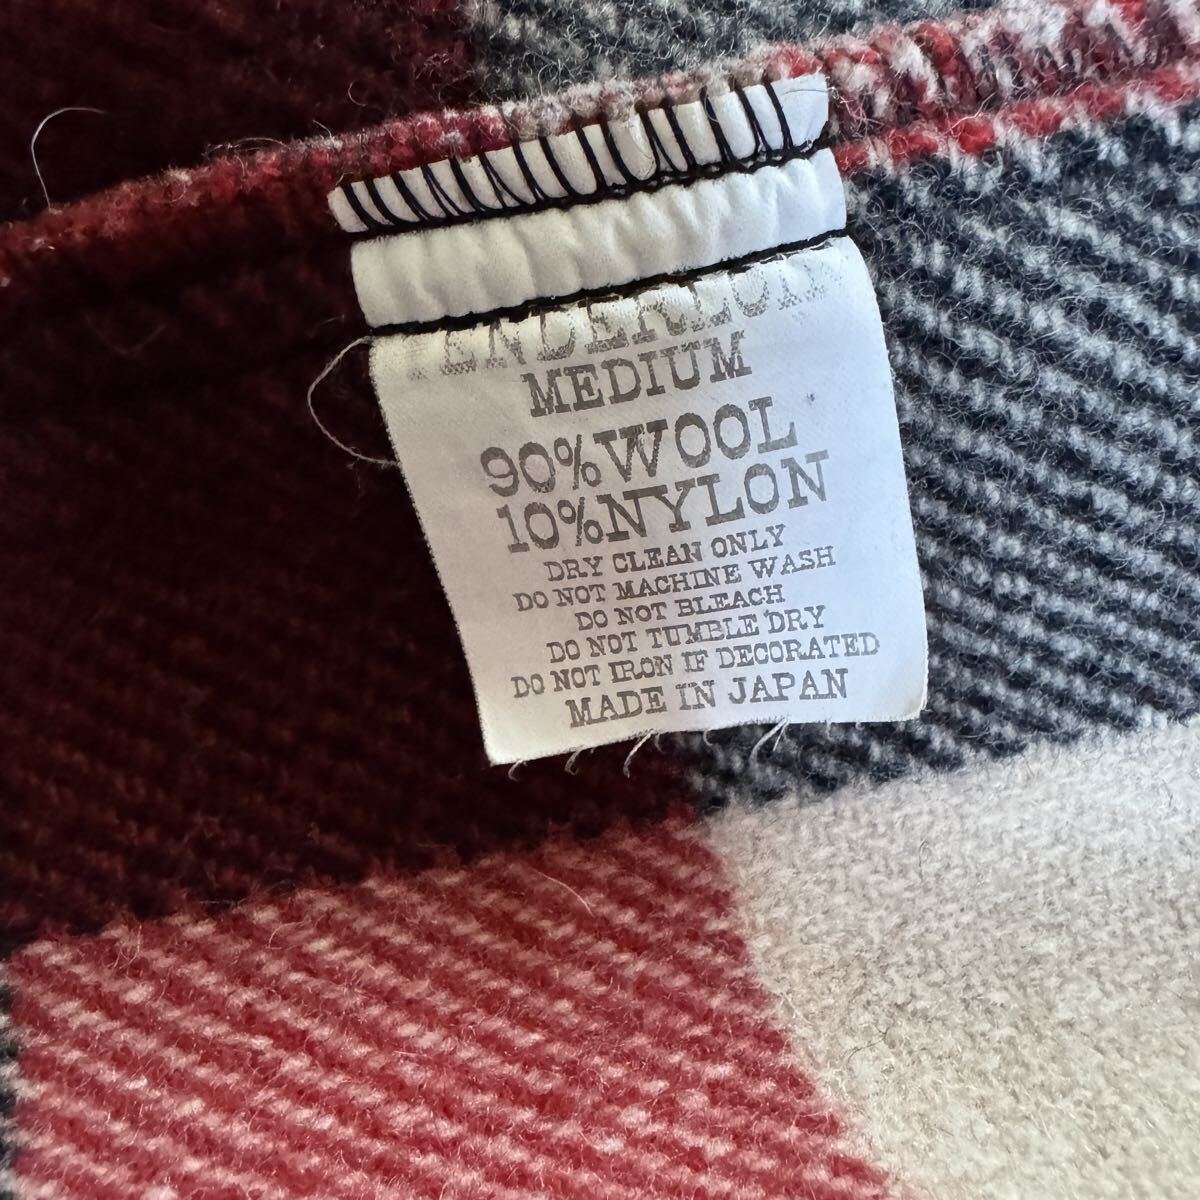 TENDERLOIN
MEDIUM
90%WOOL
10%NYLON
DRY CLEAN ONLY
DO NOT MACHINE WASH
DO NOT BLEACH
DO NOT TUMBLE DRY
DO NOT IRON IF DECORATED
MADE IN JAPAN